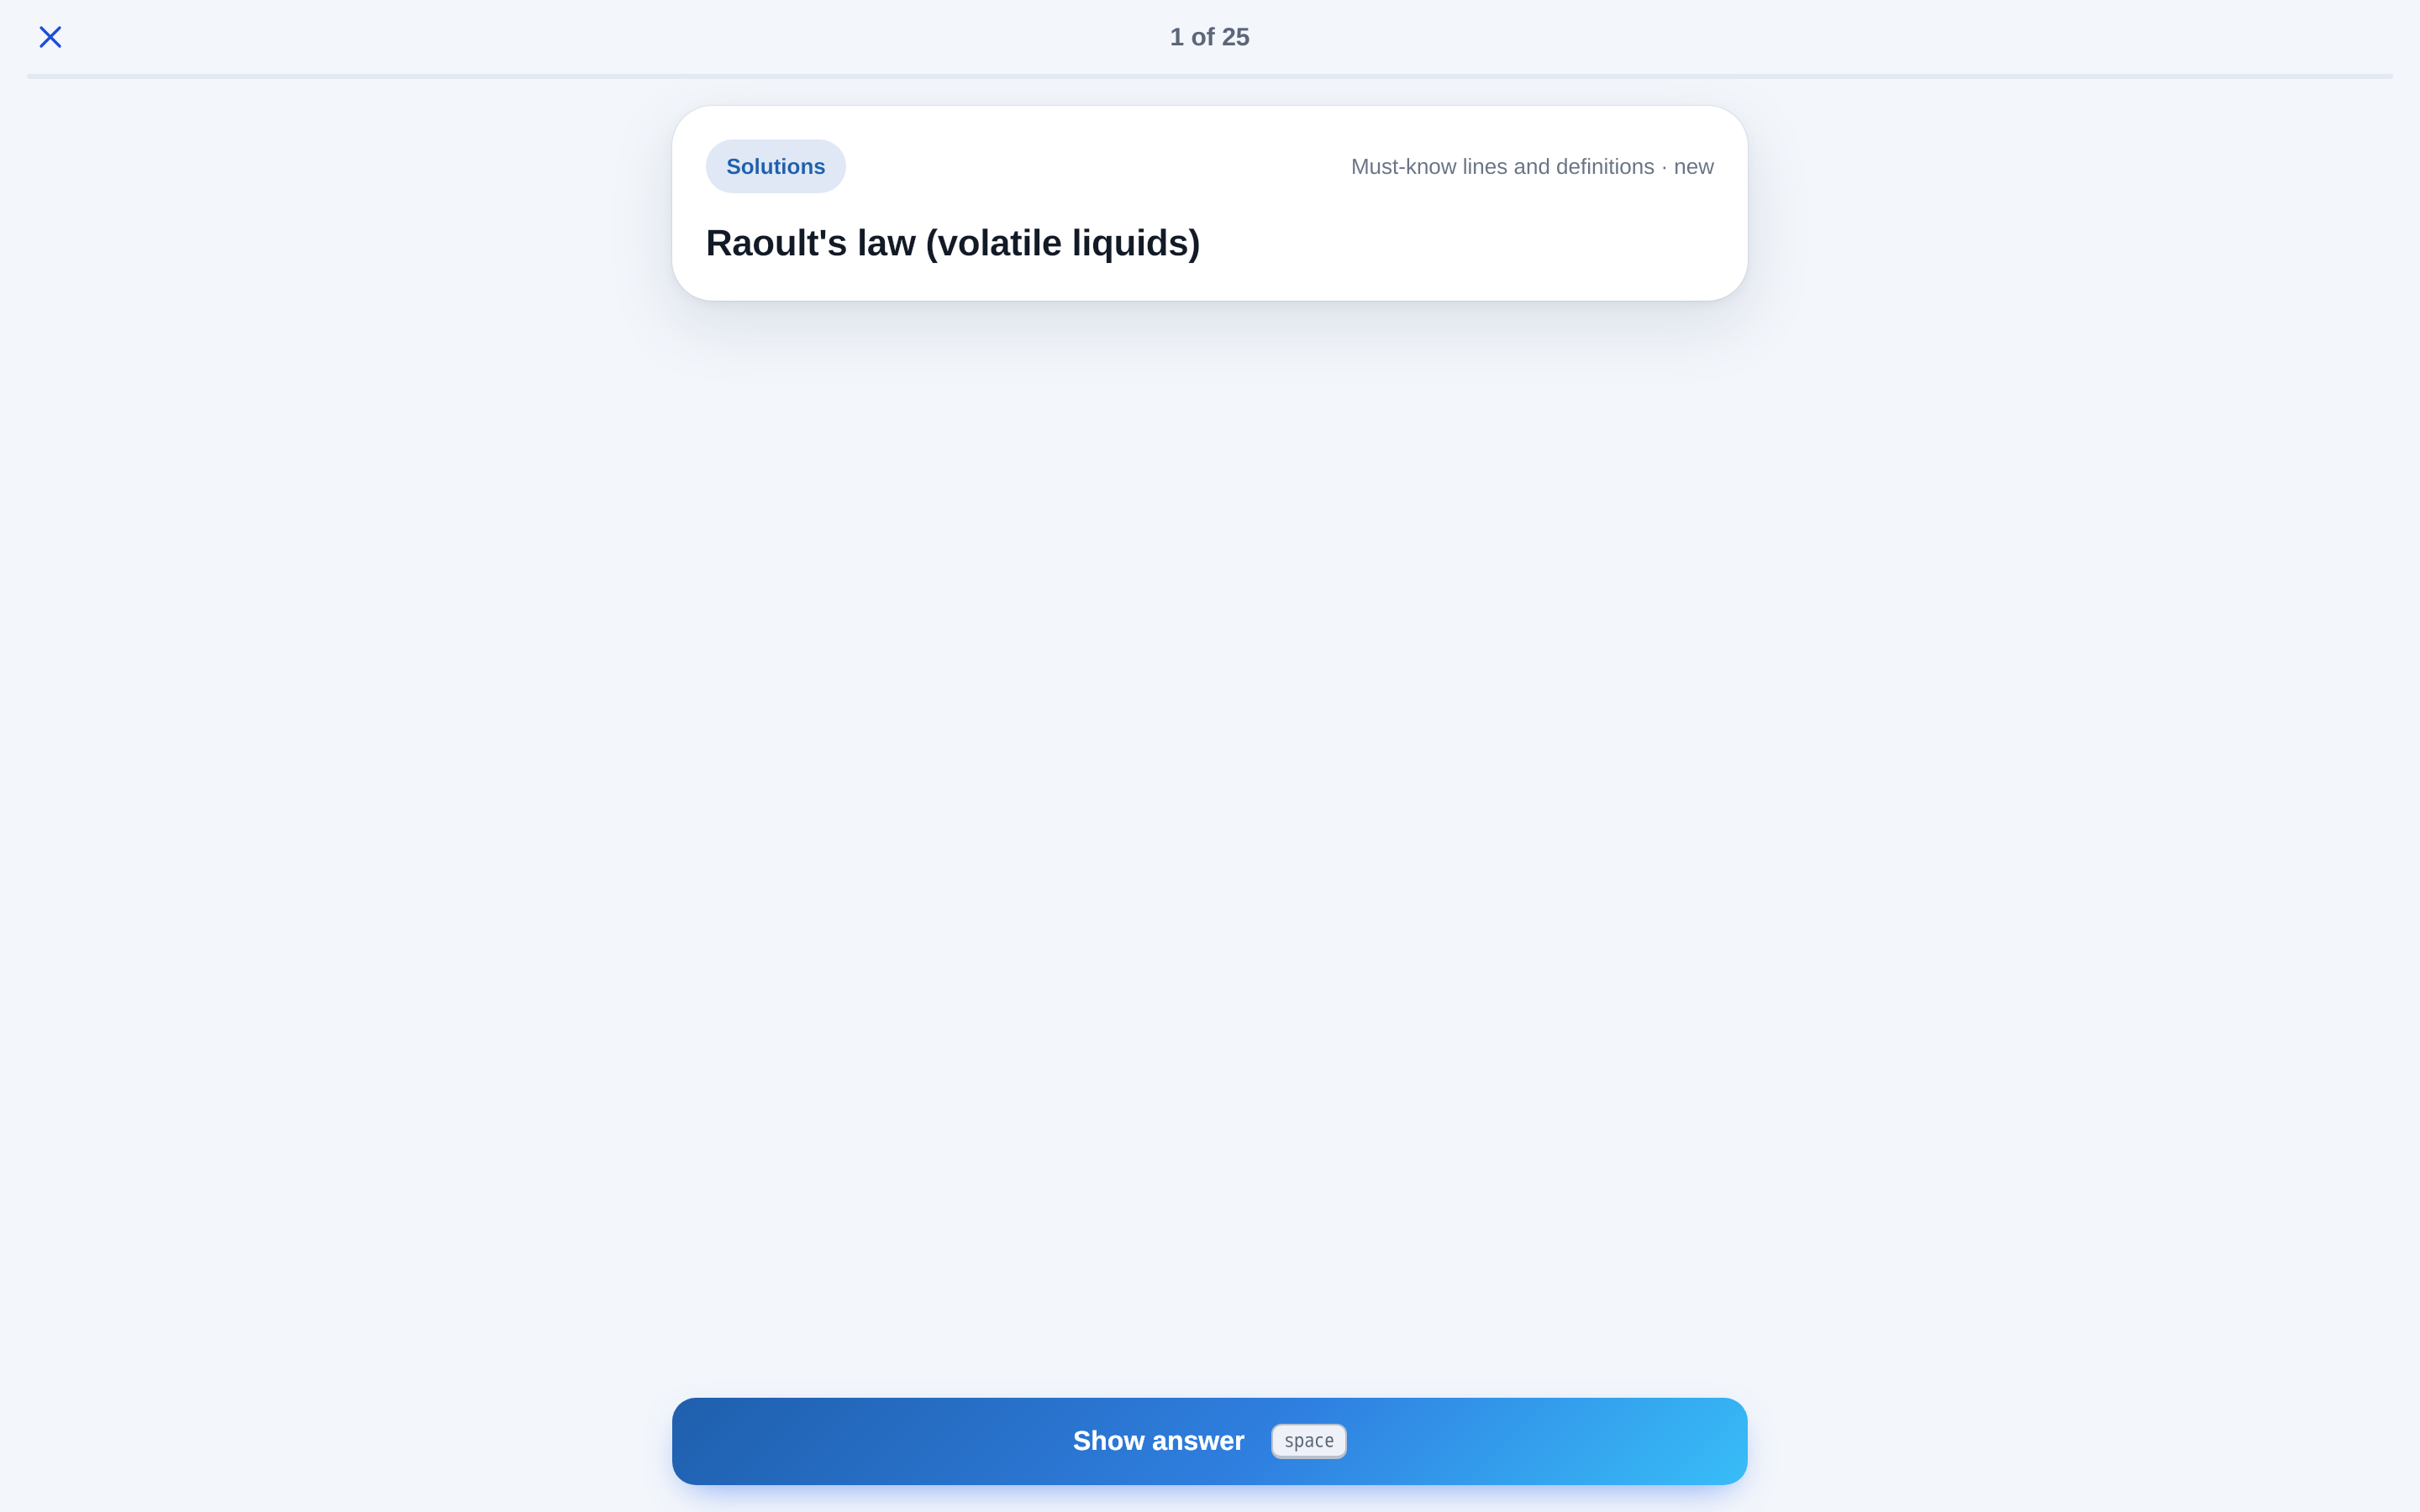 1 of 25
Solutions
Must-know lines and definitions · new
Raoult's law (volatile liquids)
Show answer space